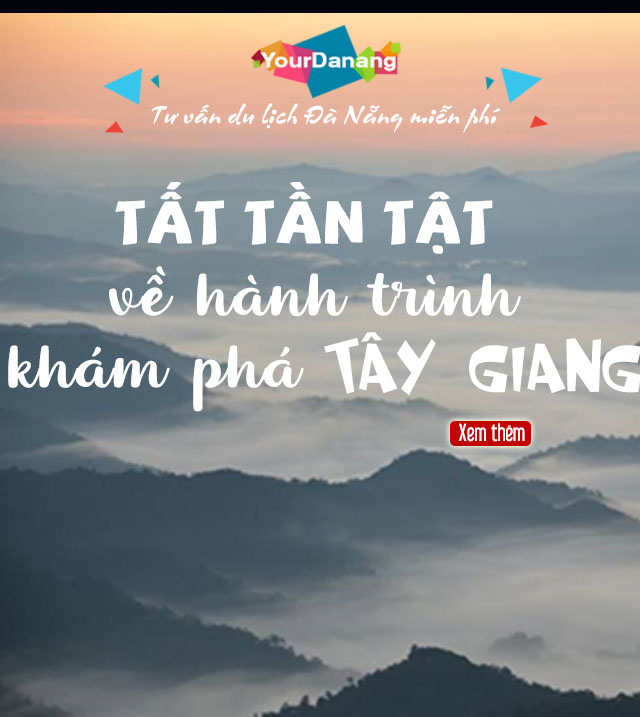 YourDanang
Tư vấn du lịch Đà Nẵng miễn phí
TẤT TẦN TẬT
về hành trình
khám phá TÂY GIANG
Xem thêm